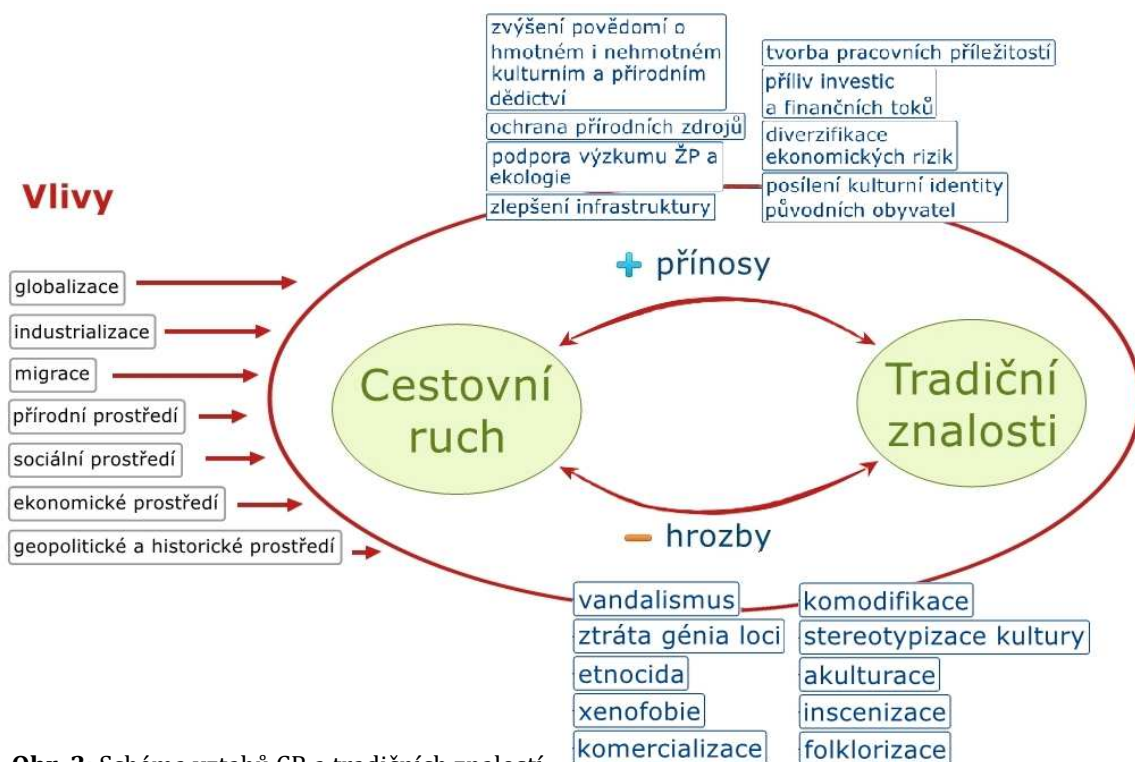 zvýšení povědomí o
hmotném i nehmotném
kulturním a přírodním
dědictví
ochrana přírodních zdrojů
podpora výzkumu ŽP a
ekologie
zlepšení infrastruktury
tvorba pracovních příležitostí
příliv investic
a finančních toků
diverzifikace
ekonomických rizik
posílení kulturní identity
původních obyvatel
Vlivy
globalizace
industrializace
migrace
přírodní prostředí
sociální prostředí
ekonomické prostředí
geopolitické a historické prostředí
+ přínosy
Cestovní
ruch
Tradiční
znalosti
– hrozby
vandalismus
ztráta génia loci
etnocida
xenofobie
komercializace
komodifikace
stereotypizace kultury
akulturace
inscenizace
folklorizace